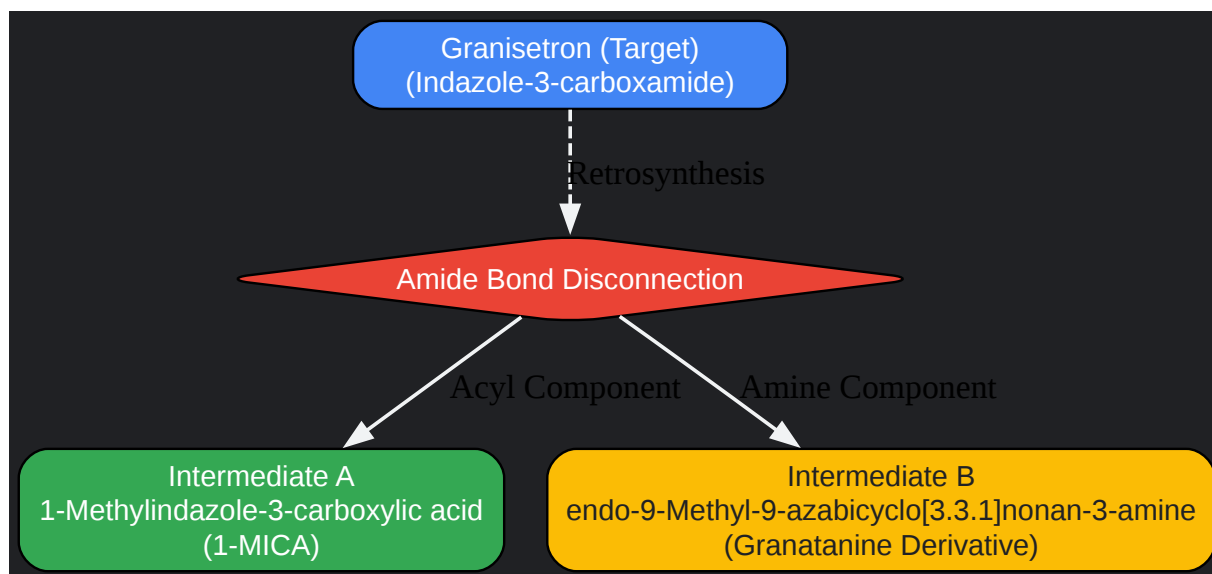 Granisetron (Target)
(Indazole-3-carboxamide)
Retrosynthesis
Amide Bond Disconnection
Acyl Component
Amine Component
Intermediate A
1-Methylindazole-3-carboxylic acid
(1-MICA)
Intermediate B
endo-9-Methyl-9-azabicyclo[3.3.1]nonan-3-amine
(Granatanine Derivative)